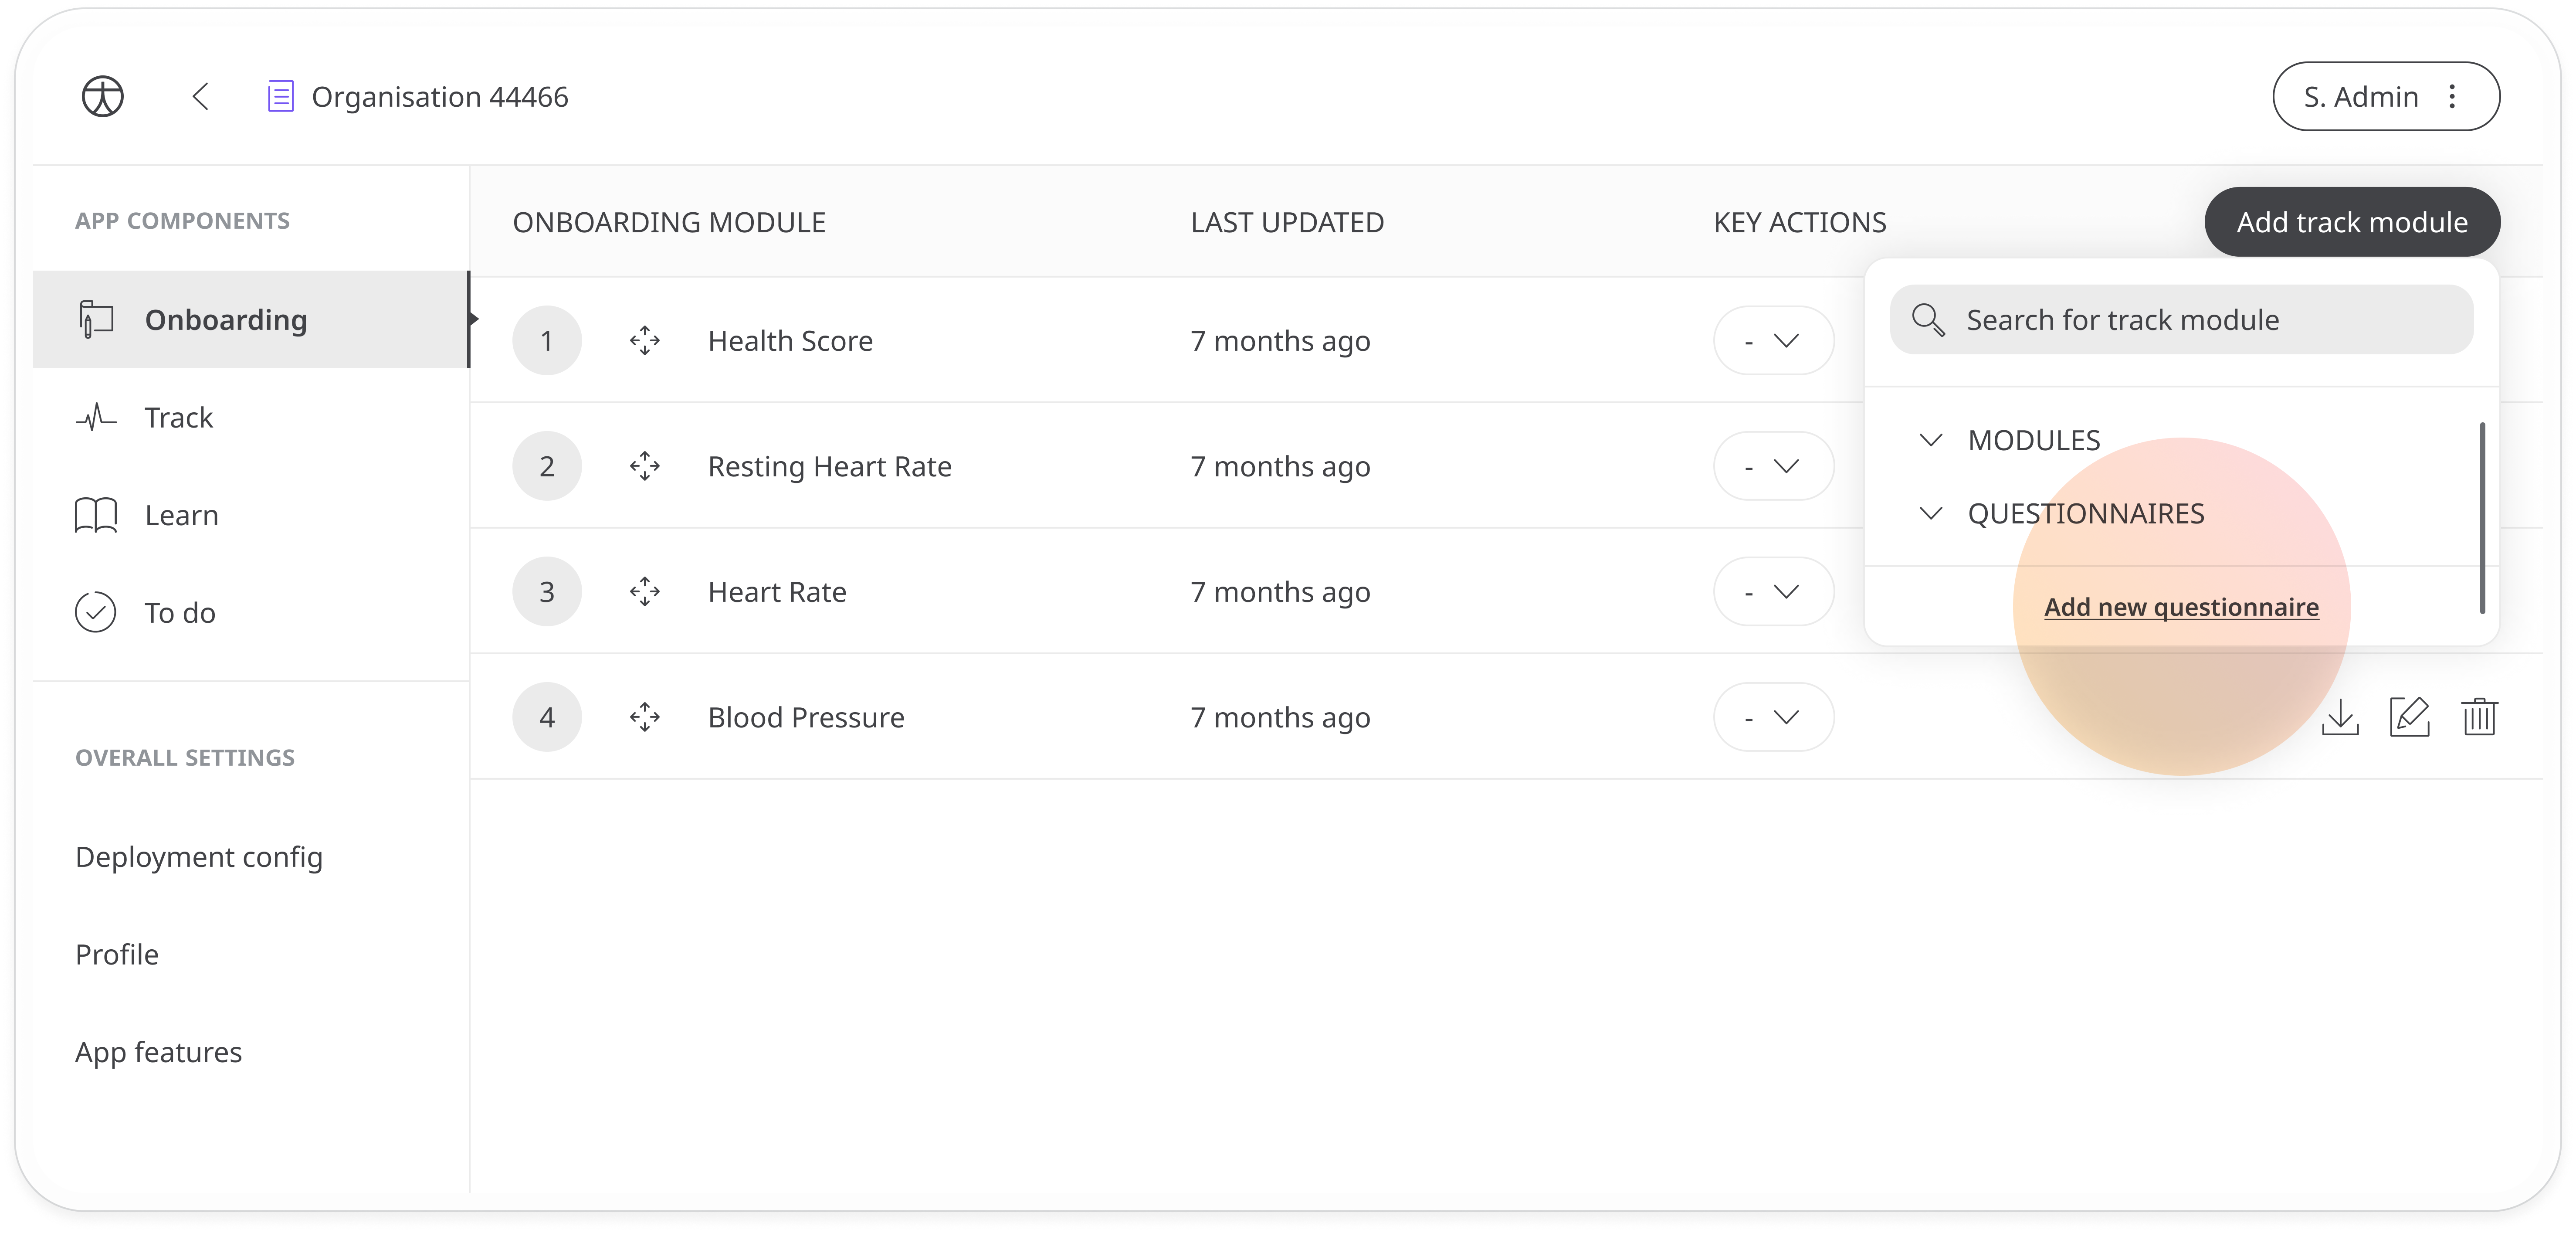 Organisation 44466
S. Admin
APP COMPONENTS
Onboarding
Track
Learn
To do
OVERALL SETTINGS
Deployment config
Profile
App features
ONBOARDING MODULE LAST UPDATED KEY ACTIONS Add track module
1 Health Score 7 months ago -
2 Resting Heart Rate 7 months ago -
3 Heart Rate 7 months ago -
4 Blood Pressure 7 months ago -
Search for track module
MODULES
QUESTIONNAIRES
Add new questionnaire